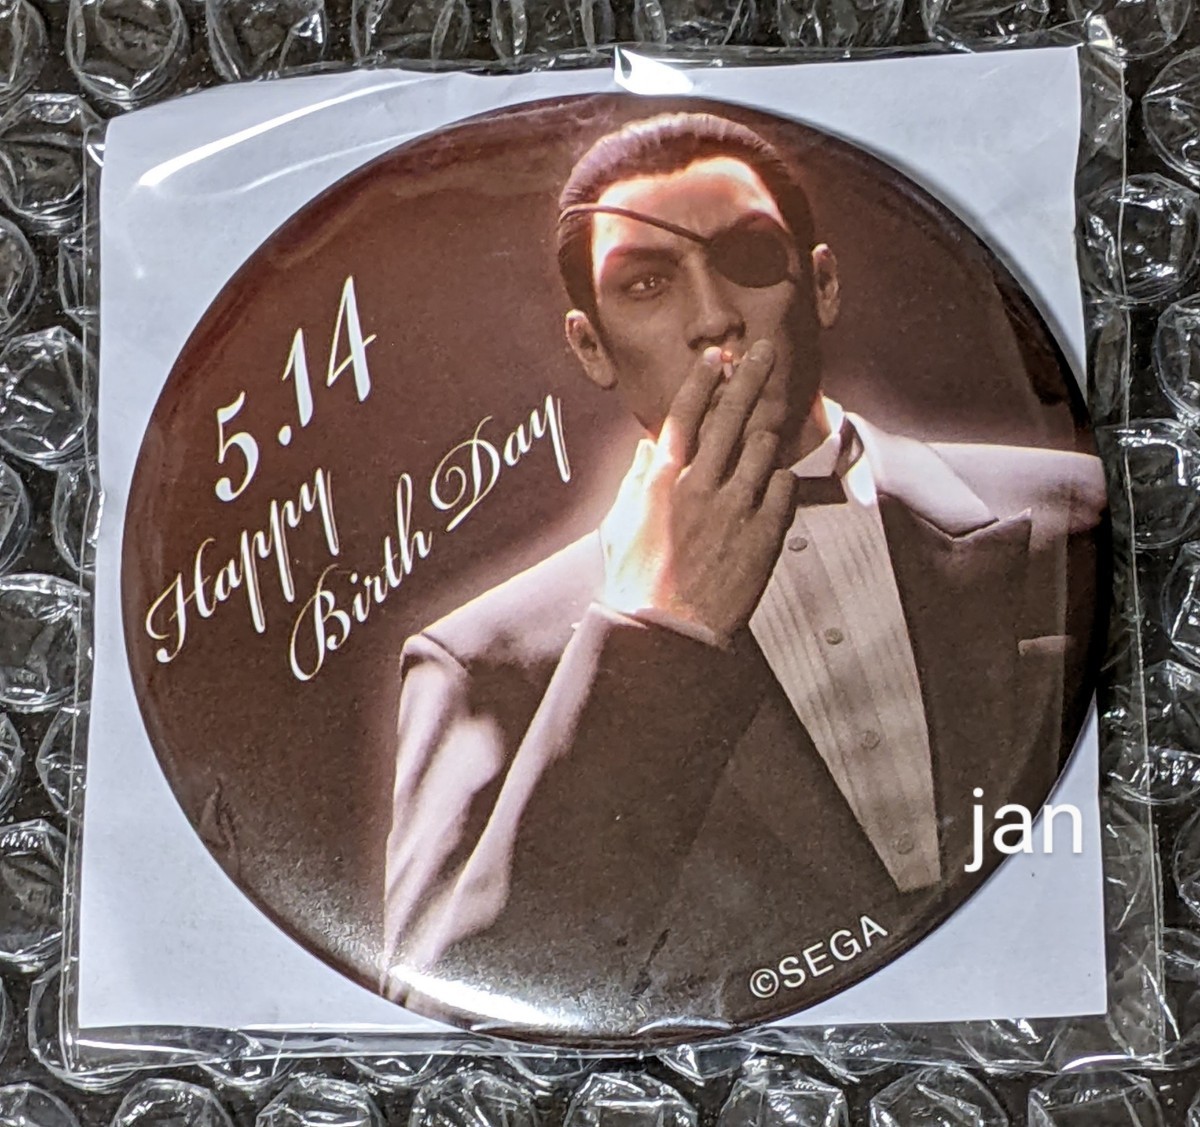 5.14
Happy
Birth Day
jan
©SEGA